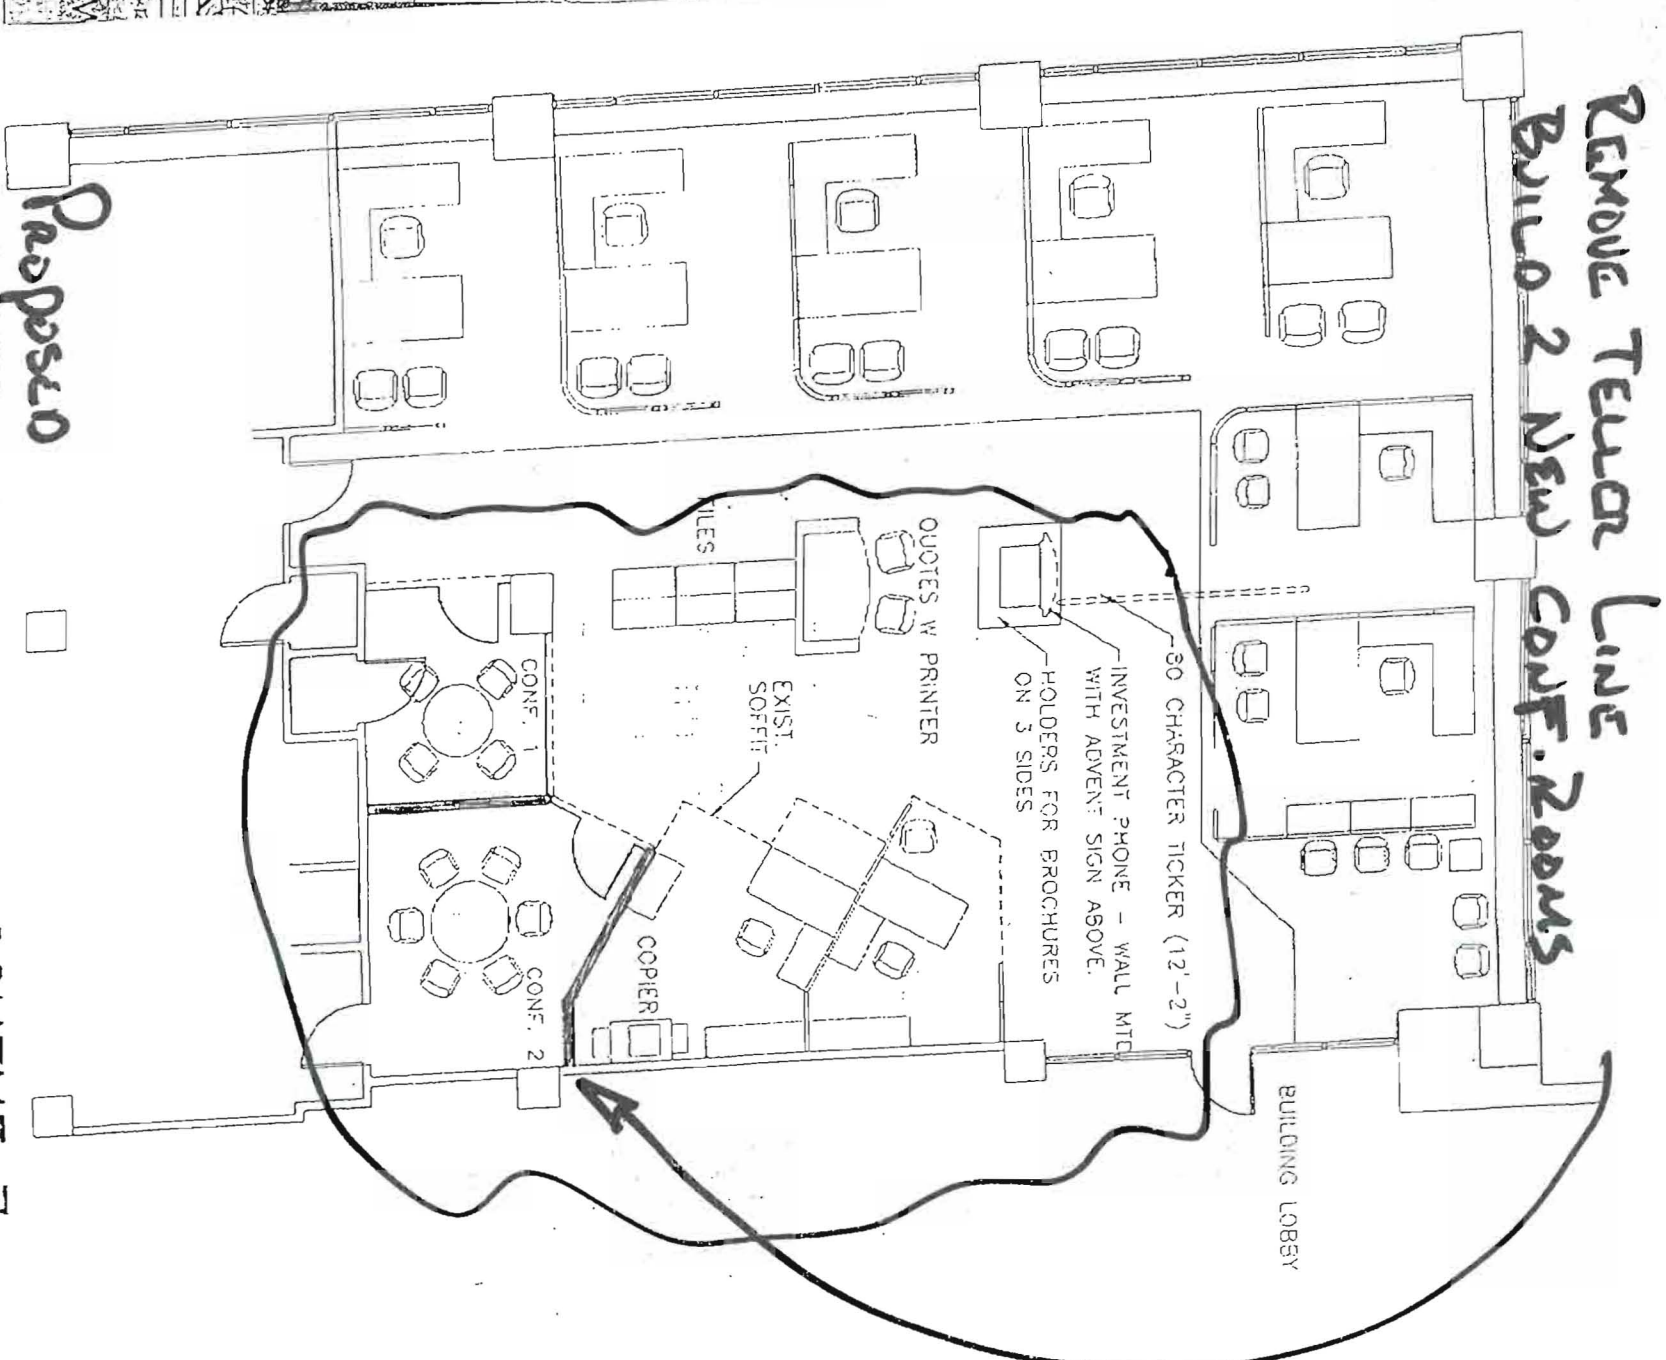 REMOVE TELLER LINE
BUILD 2 NEW CONF. ROOMS
BUILDING LOBBY
80 CHARACTER TICKER (12'-2")
INVESTMENT PHONE - WALL MTD
WITH ADVENT SIGN ABOVE.
HOLDERS FOR BROCHURES
ON 3 SIDES
QUOTES W PRINTER
EXIST.
SOFFIT
COPIER
CONF. 1
CONF. 2
PROPOSED